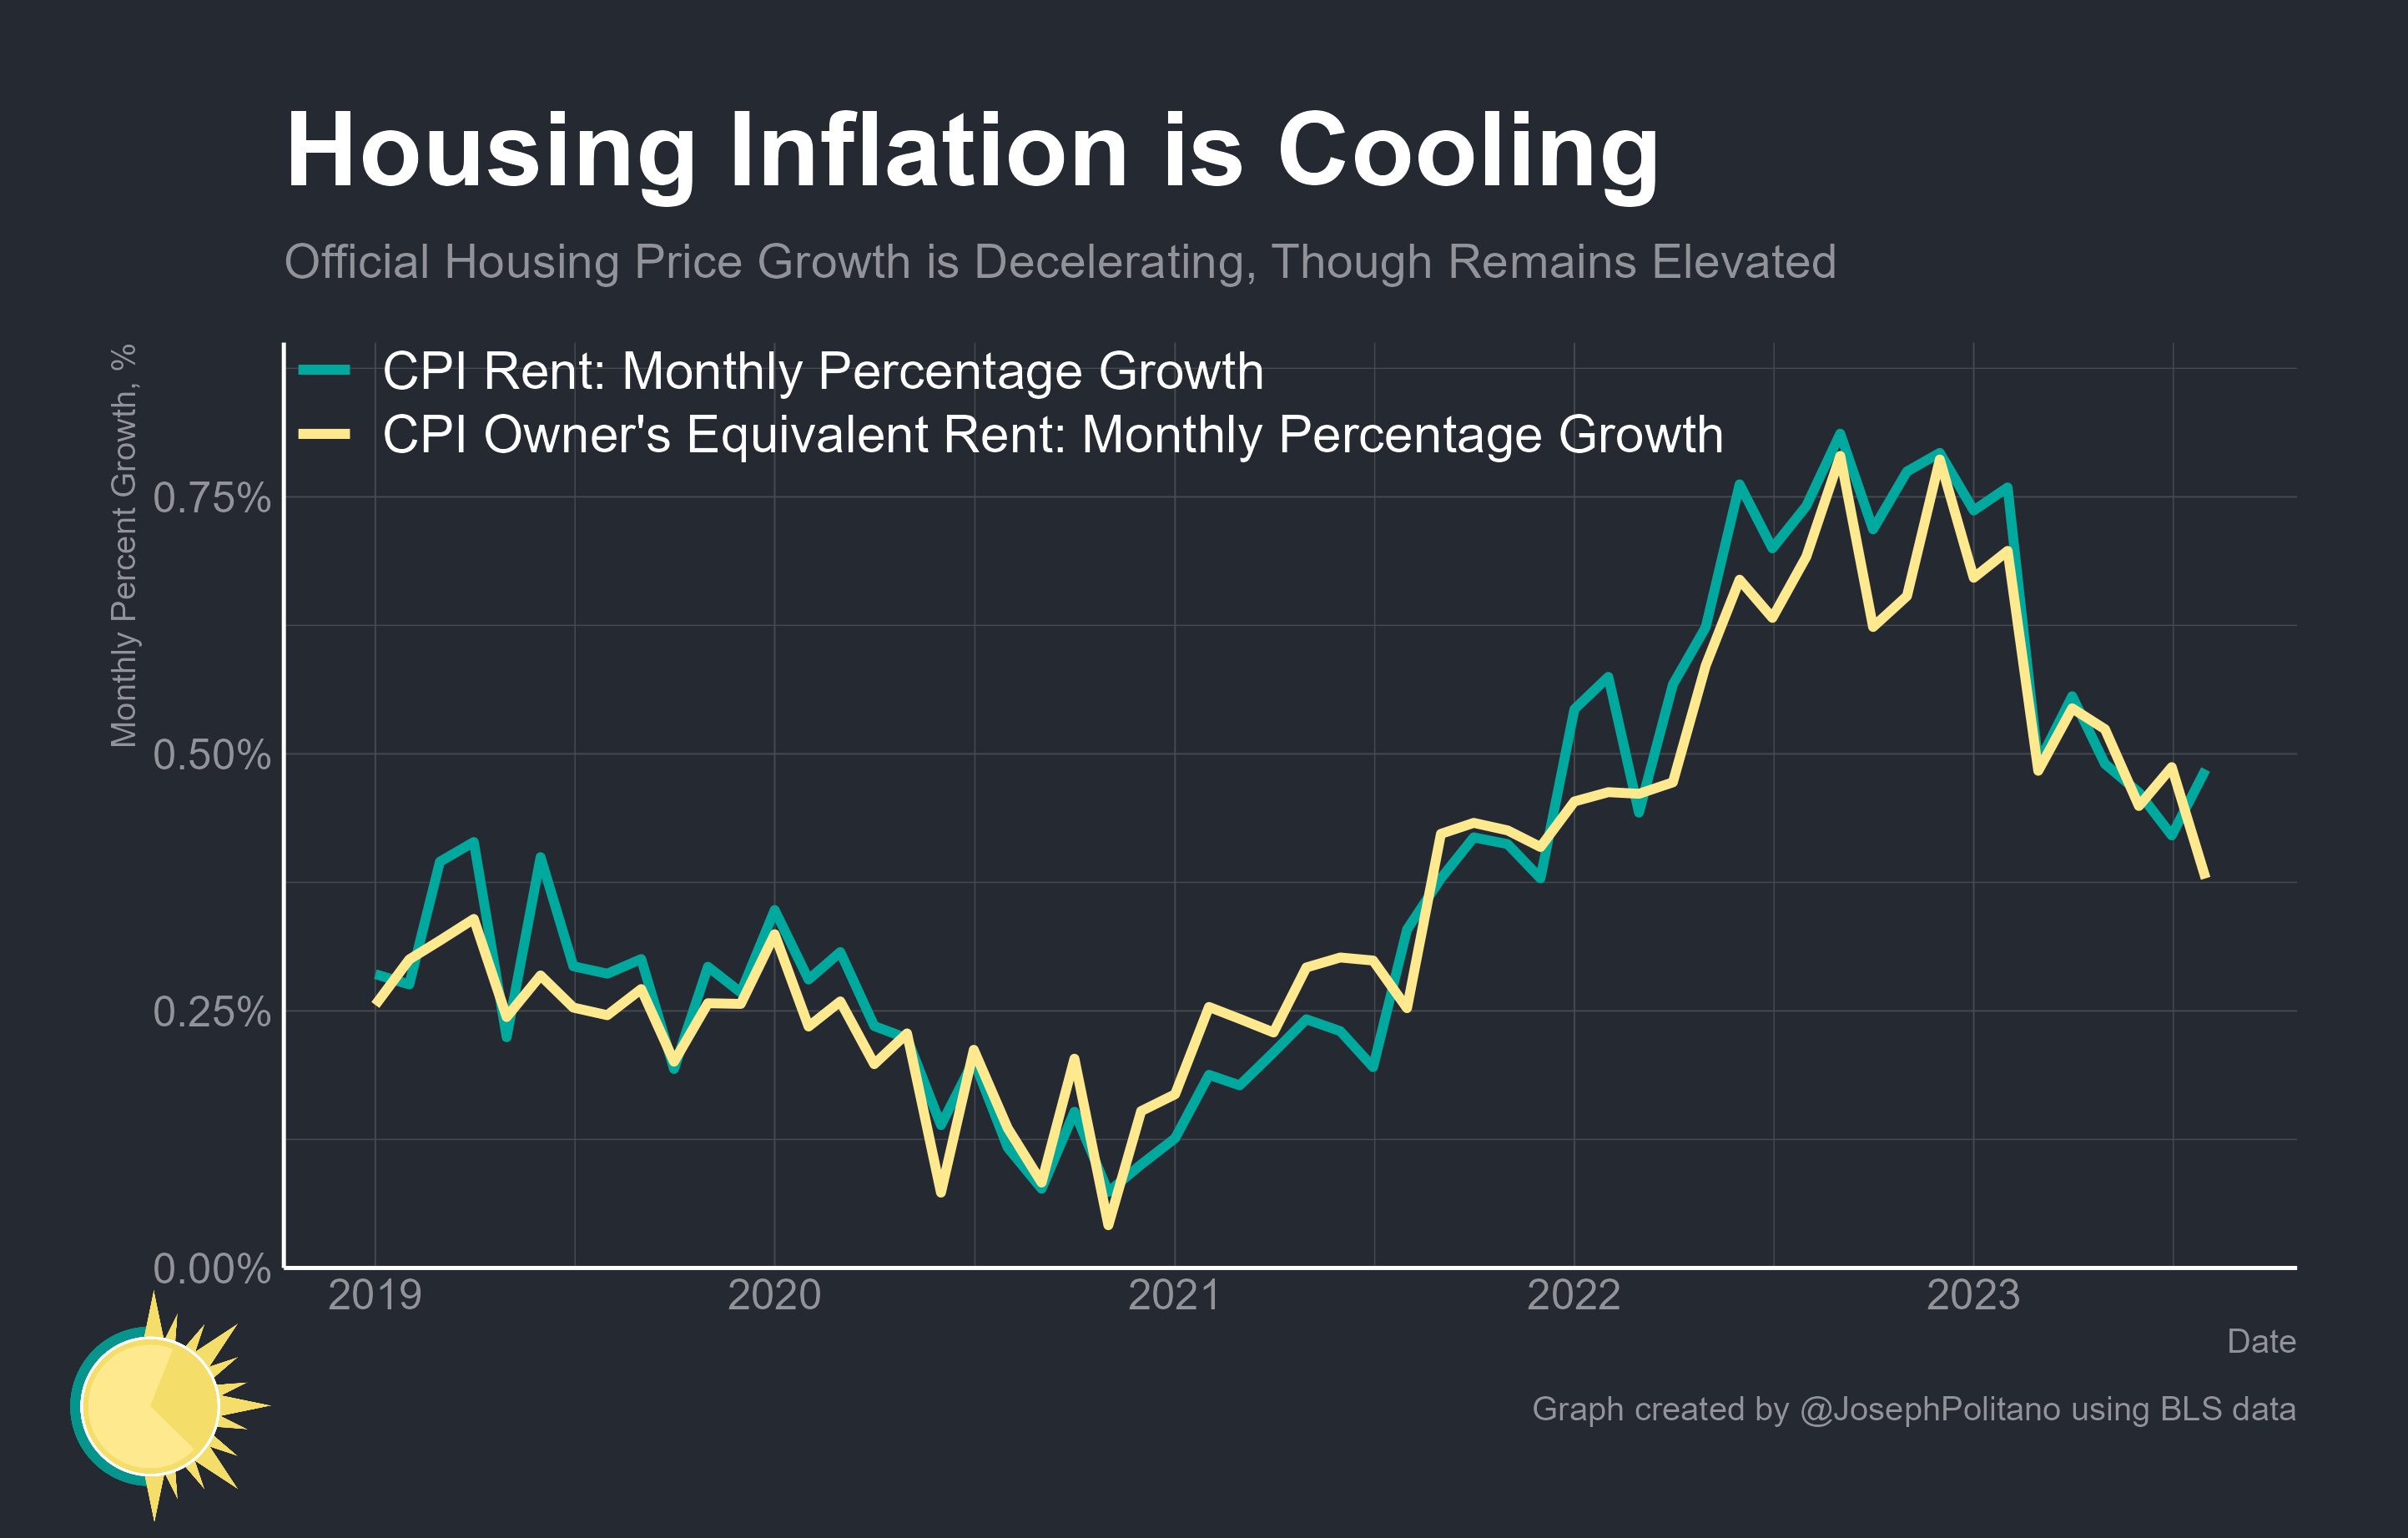 Housing Inflation is Cooling
Official Housing Price Growth is Decelerating, Though Remains Elevated
Monthly Percent Growth, %
CPI Rent: Monthly Percentage Growth
CPI Owner's Equivalent Rent: Monthly Percentage Growth
0.75%
0.50%
0.25%
0.00%
2019
2020
2021
2022
2023
Date
Graph created by @JosephPolitano using BLS data